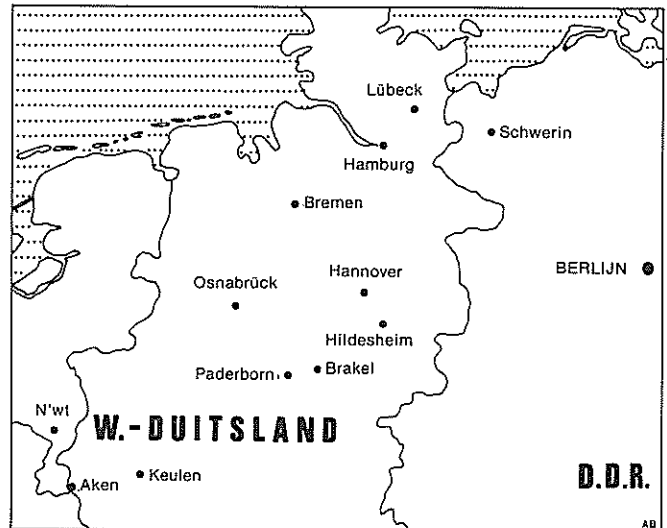 Lübeck
Schwerin
Hamburg
Bremen
BERLIJN
Hannover
Osnabrück
Hildesheim
Brakel
Paderborn
N'wt
W.-DUITSLAND
Keulen
D.D.R.
Aken
AB